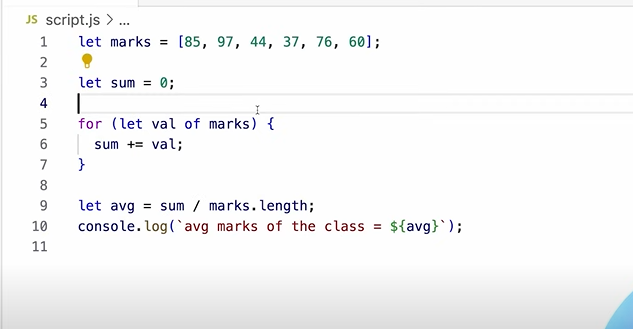 JS script.js > ...
1 let marks = [85, 97, 44, 37, 76, 60];
2
3 let sum = 0;
4
5 for (let val of marks) {
6   sum += val;
7 }
8
9 let avg = sum / marks.length;
10 console.log(`avg marks of the class = ${avg}`);
11